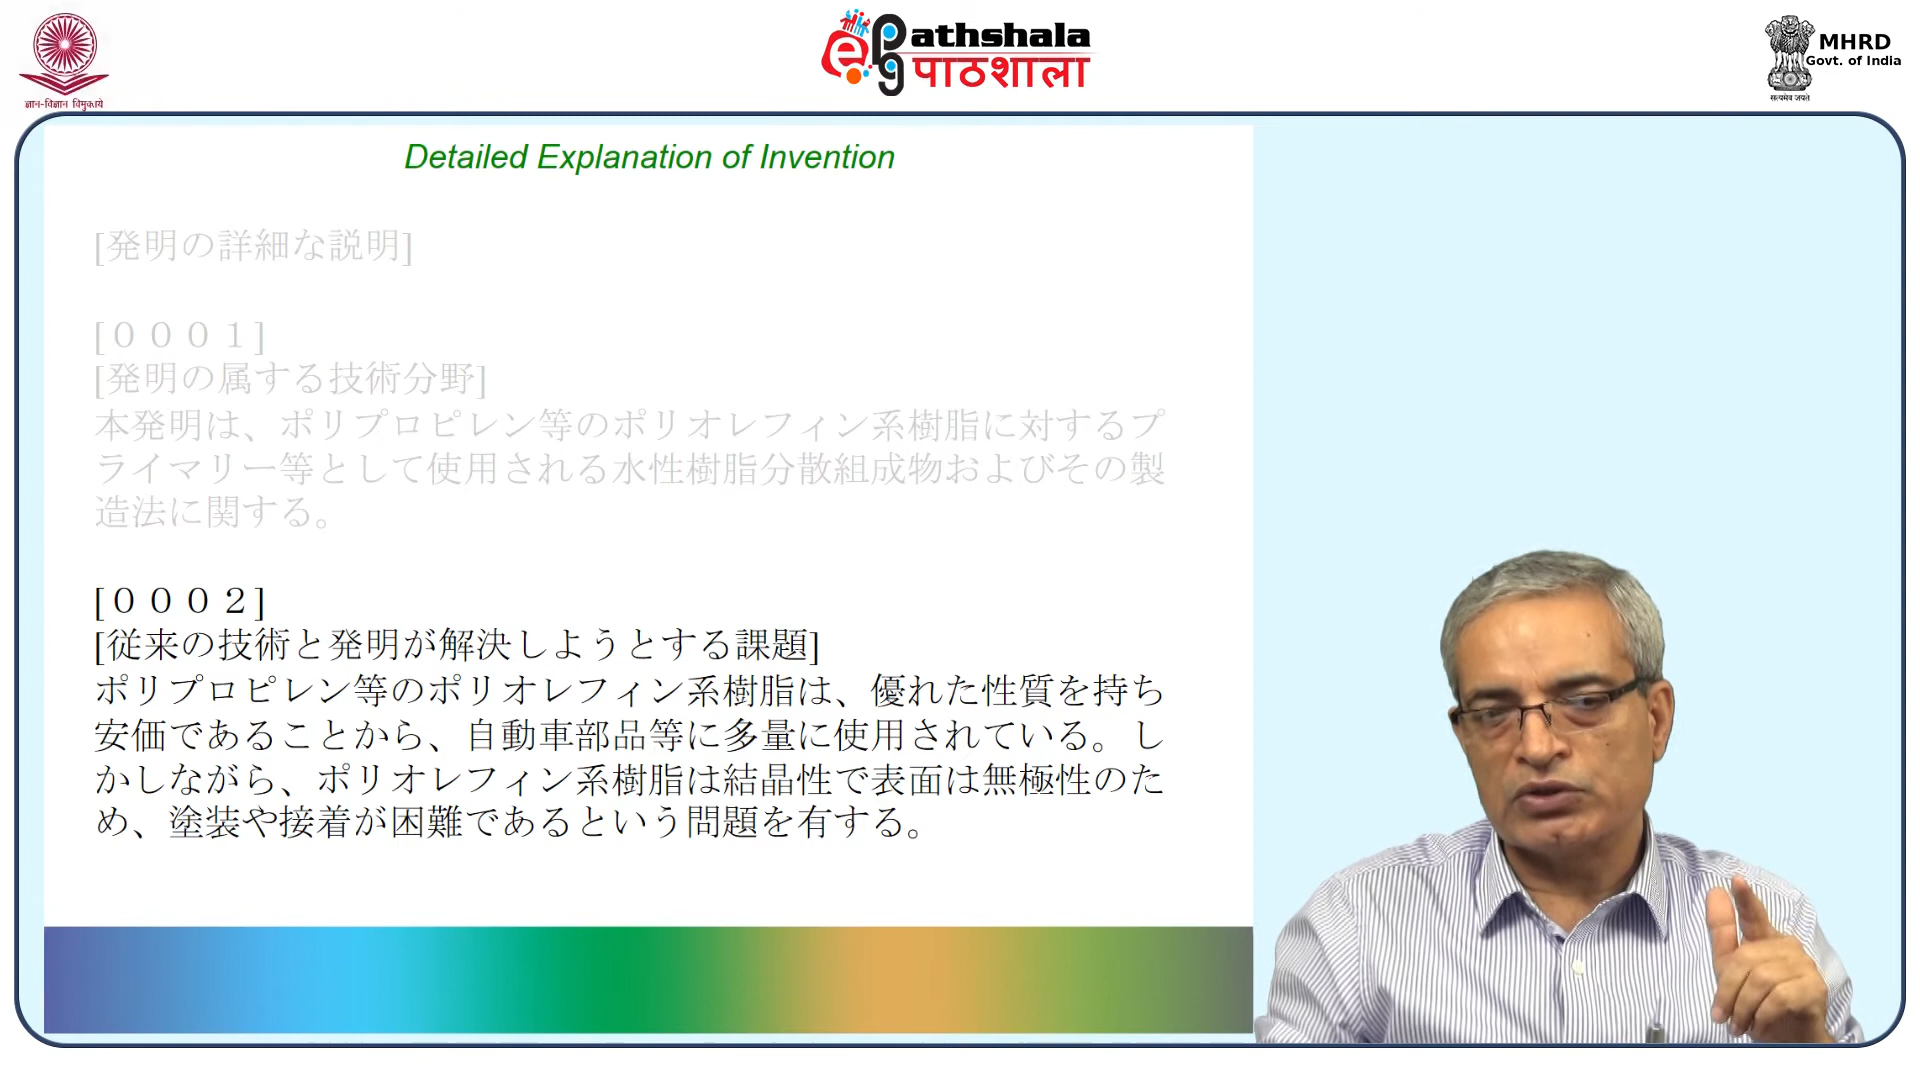 ज्ञान-विज्ञान विमुक्तये
ePathshala
पाठशाला
MHRD
Govt. of India
सत्यमेव जयते
Detailed Explanation of Invention
[発明の詳細な説明]
[０００１]
[発明の属する技術分野]
本発明は、ポリプロピレン等のポリオレフィン系樹脂に対するプ
ライマリー等として使用される水性樹脂分散組成物およびその製
造法に関する。
[０００２]
[従来の技術と発明が解決しようとする課題]
ポリプロピレン等のポリオレフィン系樹脂は、優れた性質を持ち
安価であることから、自動車部品等に多量に使用されている。し
かしながら、ポリオレフィン系樹脂は結晶性で表面は無極性のた
め、塗装や接着が困難であるという問題を有する。